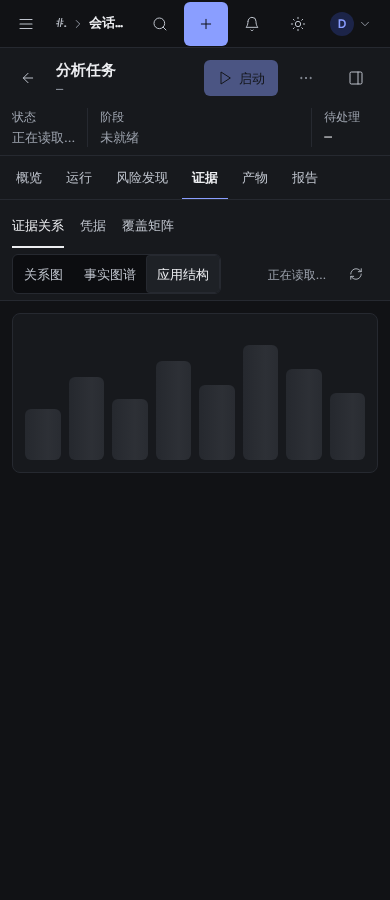 #. > 会话… D
分析任务
–
启动
状态 阶段 待处理
正在读取... 未就绪 –
概览 运行 风险发现 证据 产物 报告
证据关系 凭据 覆盖矩阵
关系图 事实图谱 应用结构 正在读取...